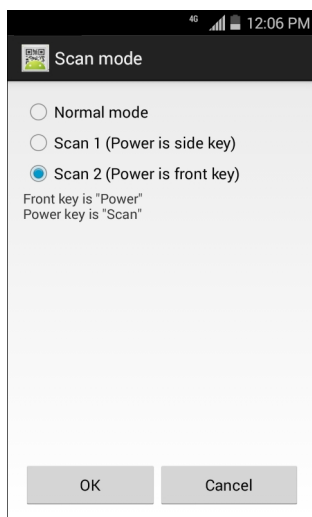 4G 12:06 PM
Scan mode
Normal mode
Scan 1 (Power is side key)
Scan 2 (Power is front key)
Front key is "Power"
Power key is "Scan"
OK Cancel